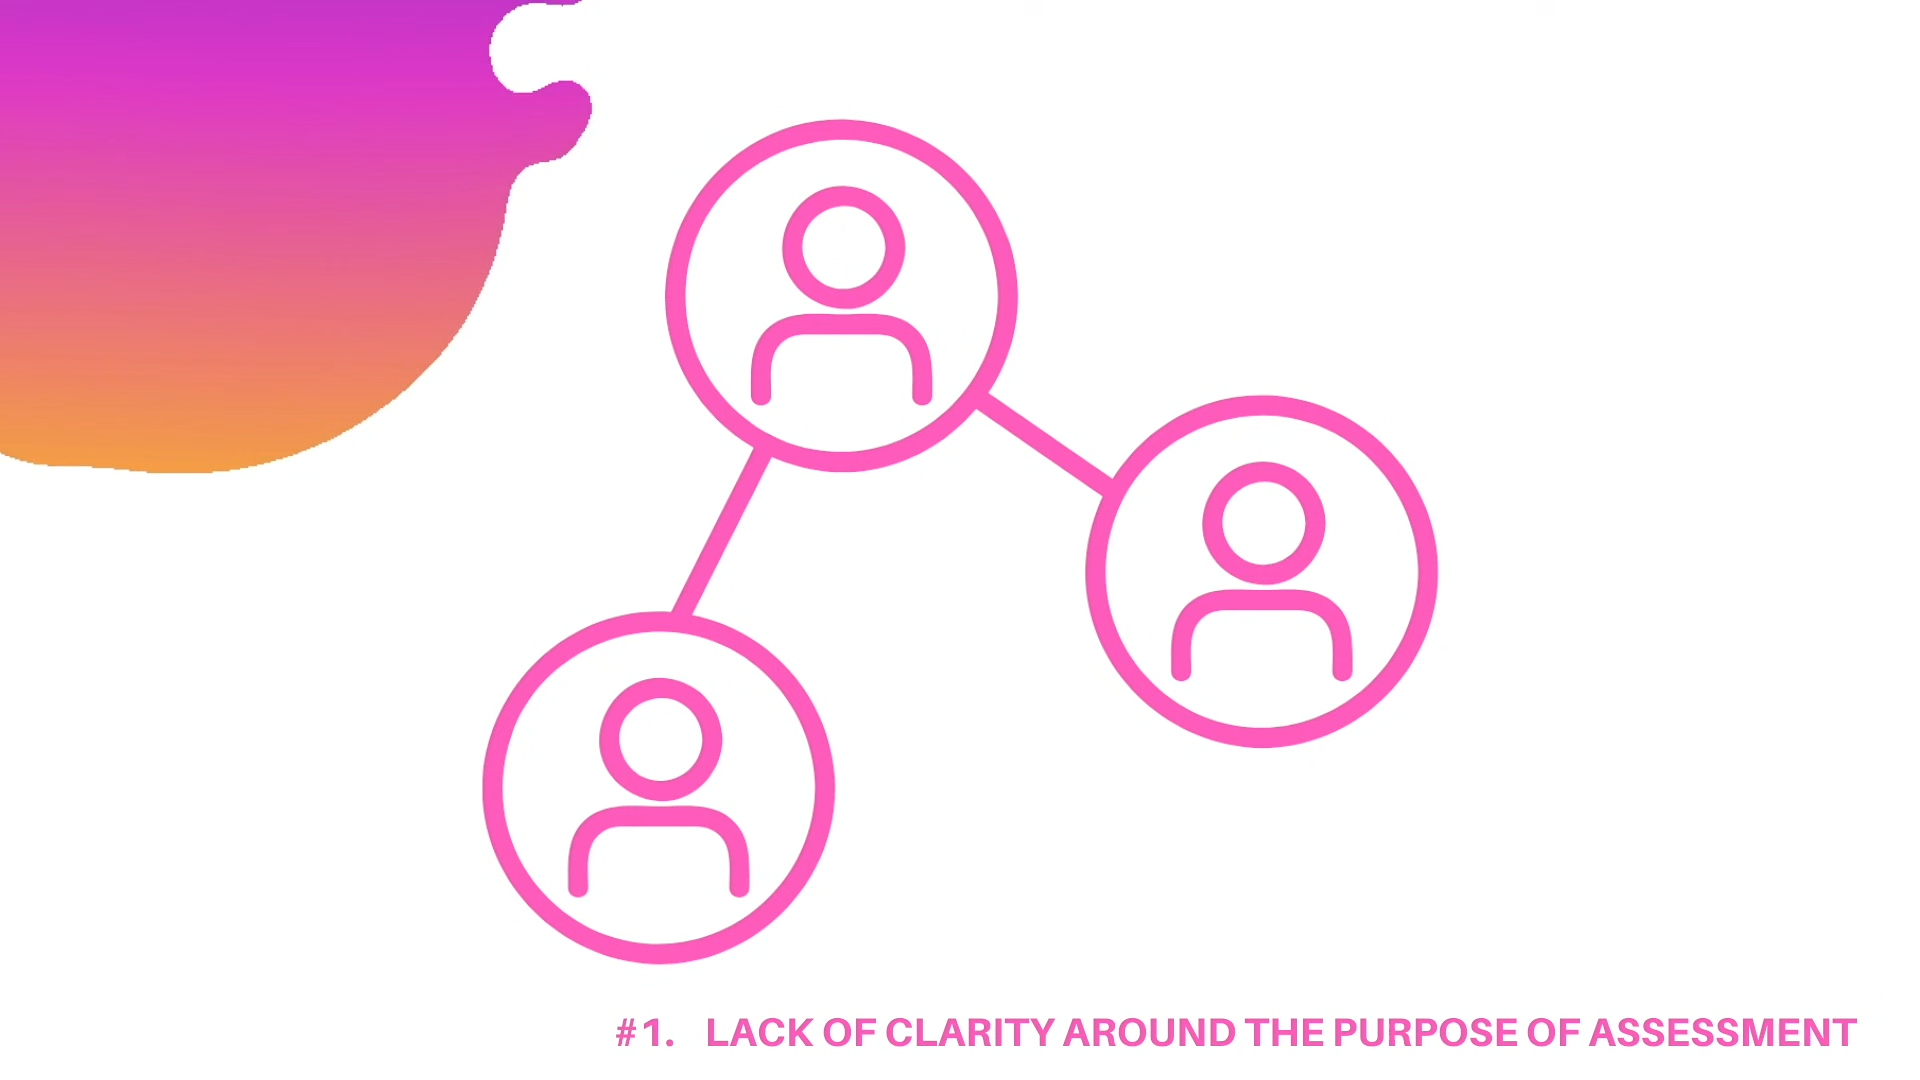 #1. LACK OF CLARITY AROUND THE PURPOSE OF ASSESSMENT